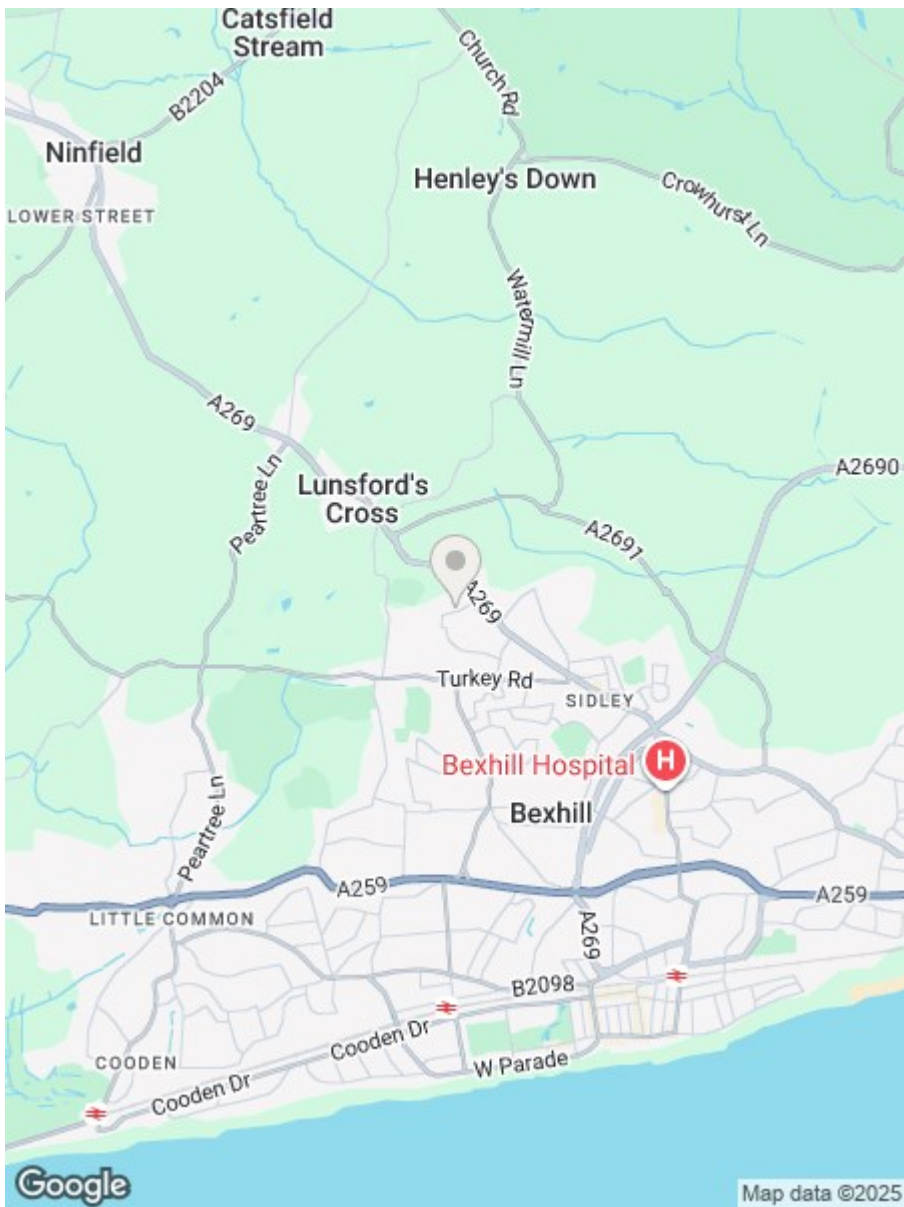 Catsfield
Stream
Church Rd
B2204
Ninfield
Henley's Down
Crowhurst Ln
LOWER STREET
Watermill Ln
A269
A2690
Lunsford's
Cross
Peartree Ln
A2691
A269
Turkey Rd
SIDLEY
H
Bexhill Hospital
Bexhill
Peartree Ln
A259
A259
LITTLE COMMON
A269
B2098
Cooden Dr
W Parade
COODEN
Cooden Dr
Google
Map data ©2025